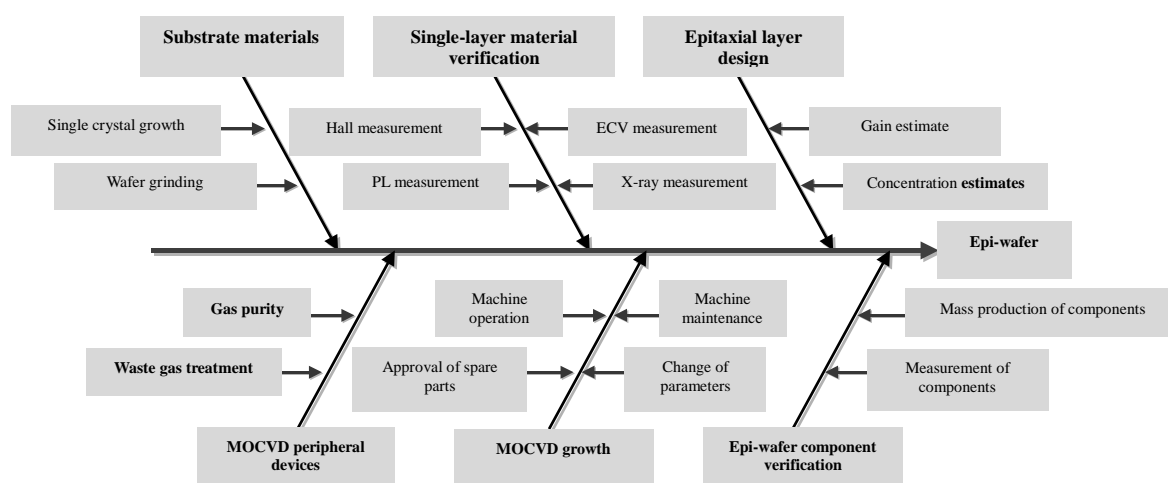 Substrate materials
Single-layer material
verification
Epitaxial layer
design
Single crystal growth
Hall measurement
ECV measurement
Gain estimate
Wafer grinding
PL measurement
X-ray measurement
Concentration estimates
Epi-wafer
Gas purity
Machine
operation
Machine
maintenance
Mass production of components
Waste gas treatment
Approval of spare
parts
Change of
parameters
Measurement of
components
MOCVD peripheral
devices
MOCVD growth
Epi-wafer component
verification